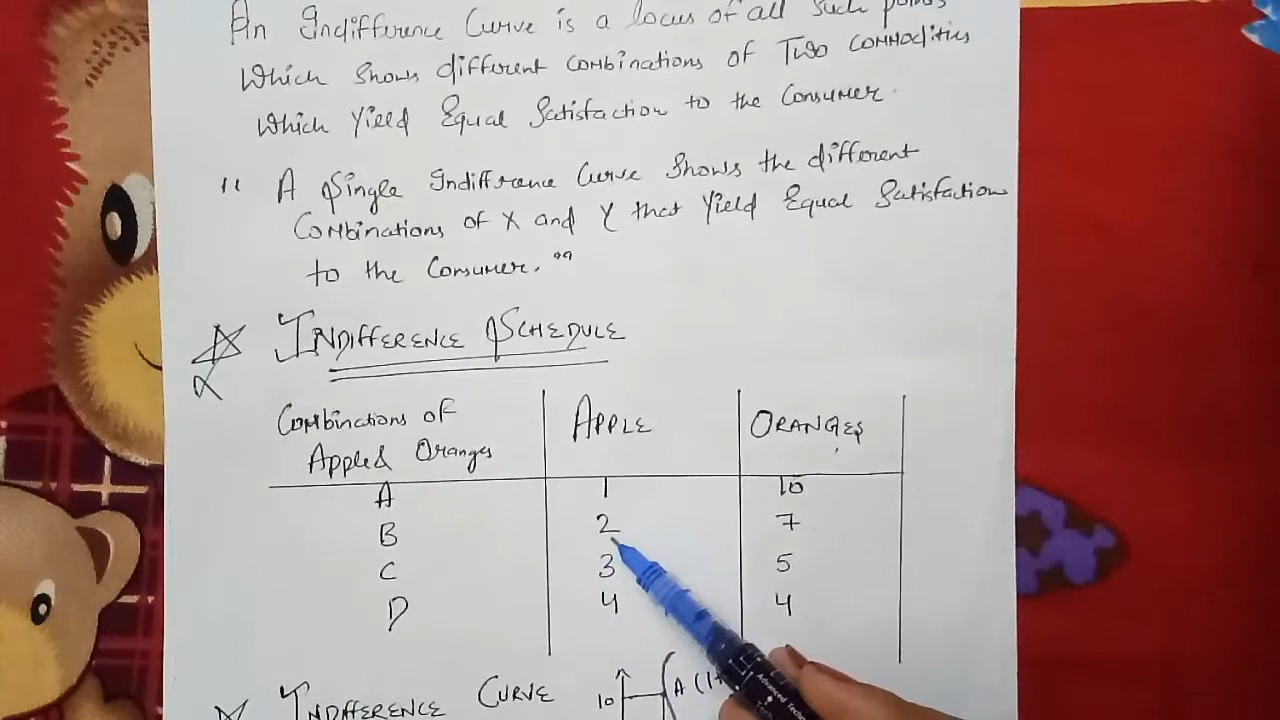 An Indifference Curve is a locus of all such points
Which shows different combinations of Two commodities
Which yield Equal Satisfaction to the Consumer.
" A Single Indiffrance Curve Shows the different
Combinations of X and Y that yield Equal Satisfaction
to the Consumer. "
INDIFFERENCE SCHEDULE
Combinations of Apple & Oranges | APPLE | ORANGES
A | 1 | 10
B | 2 | 7
C | 3 | 5
D | 4 | 4
INDIFFERENCE CURVE
10 A (1+
Advanced